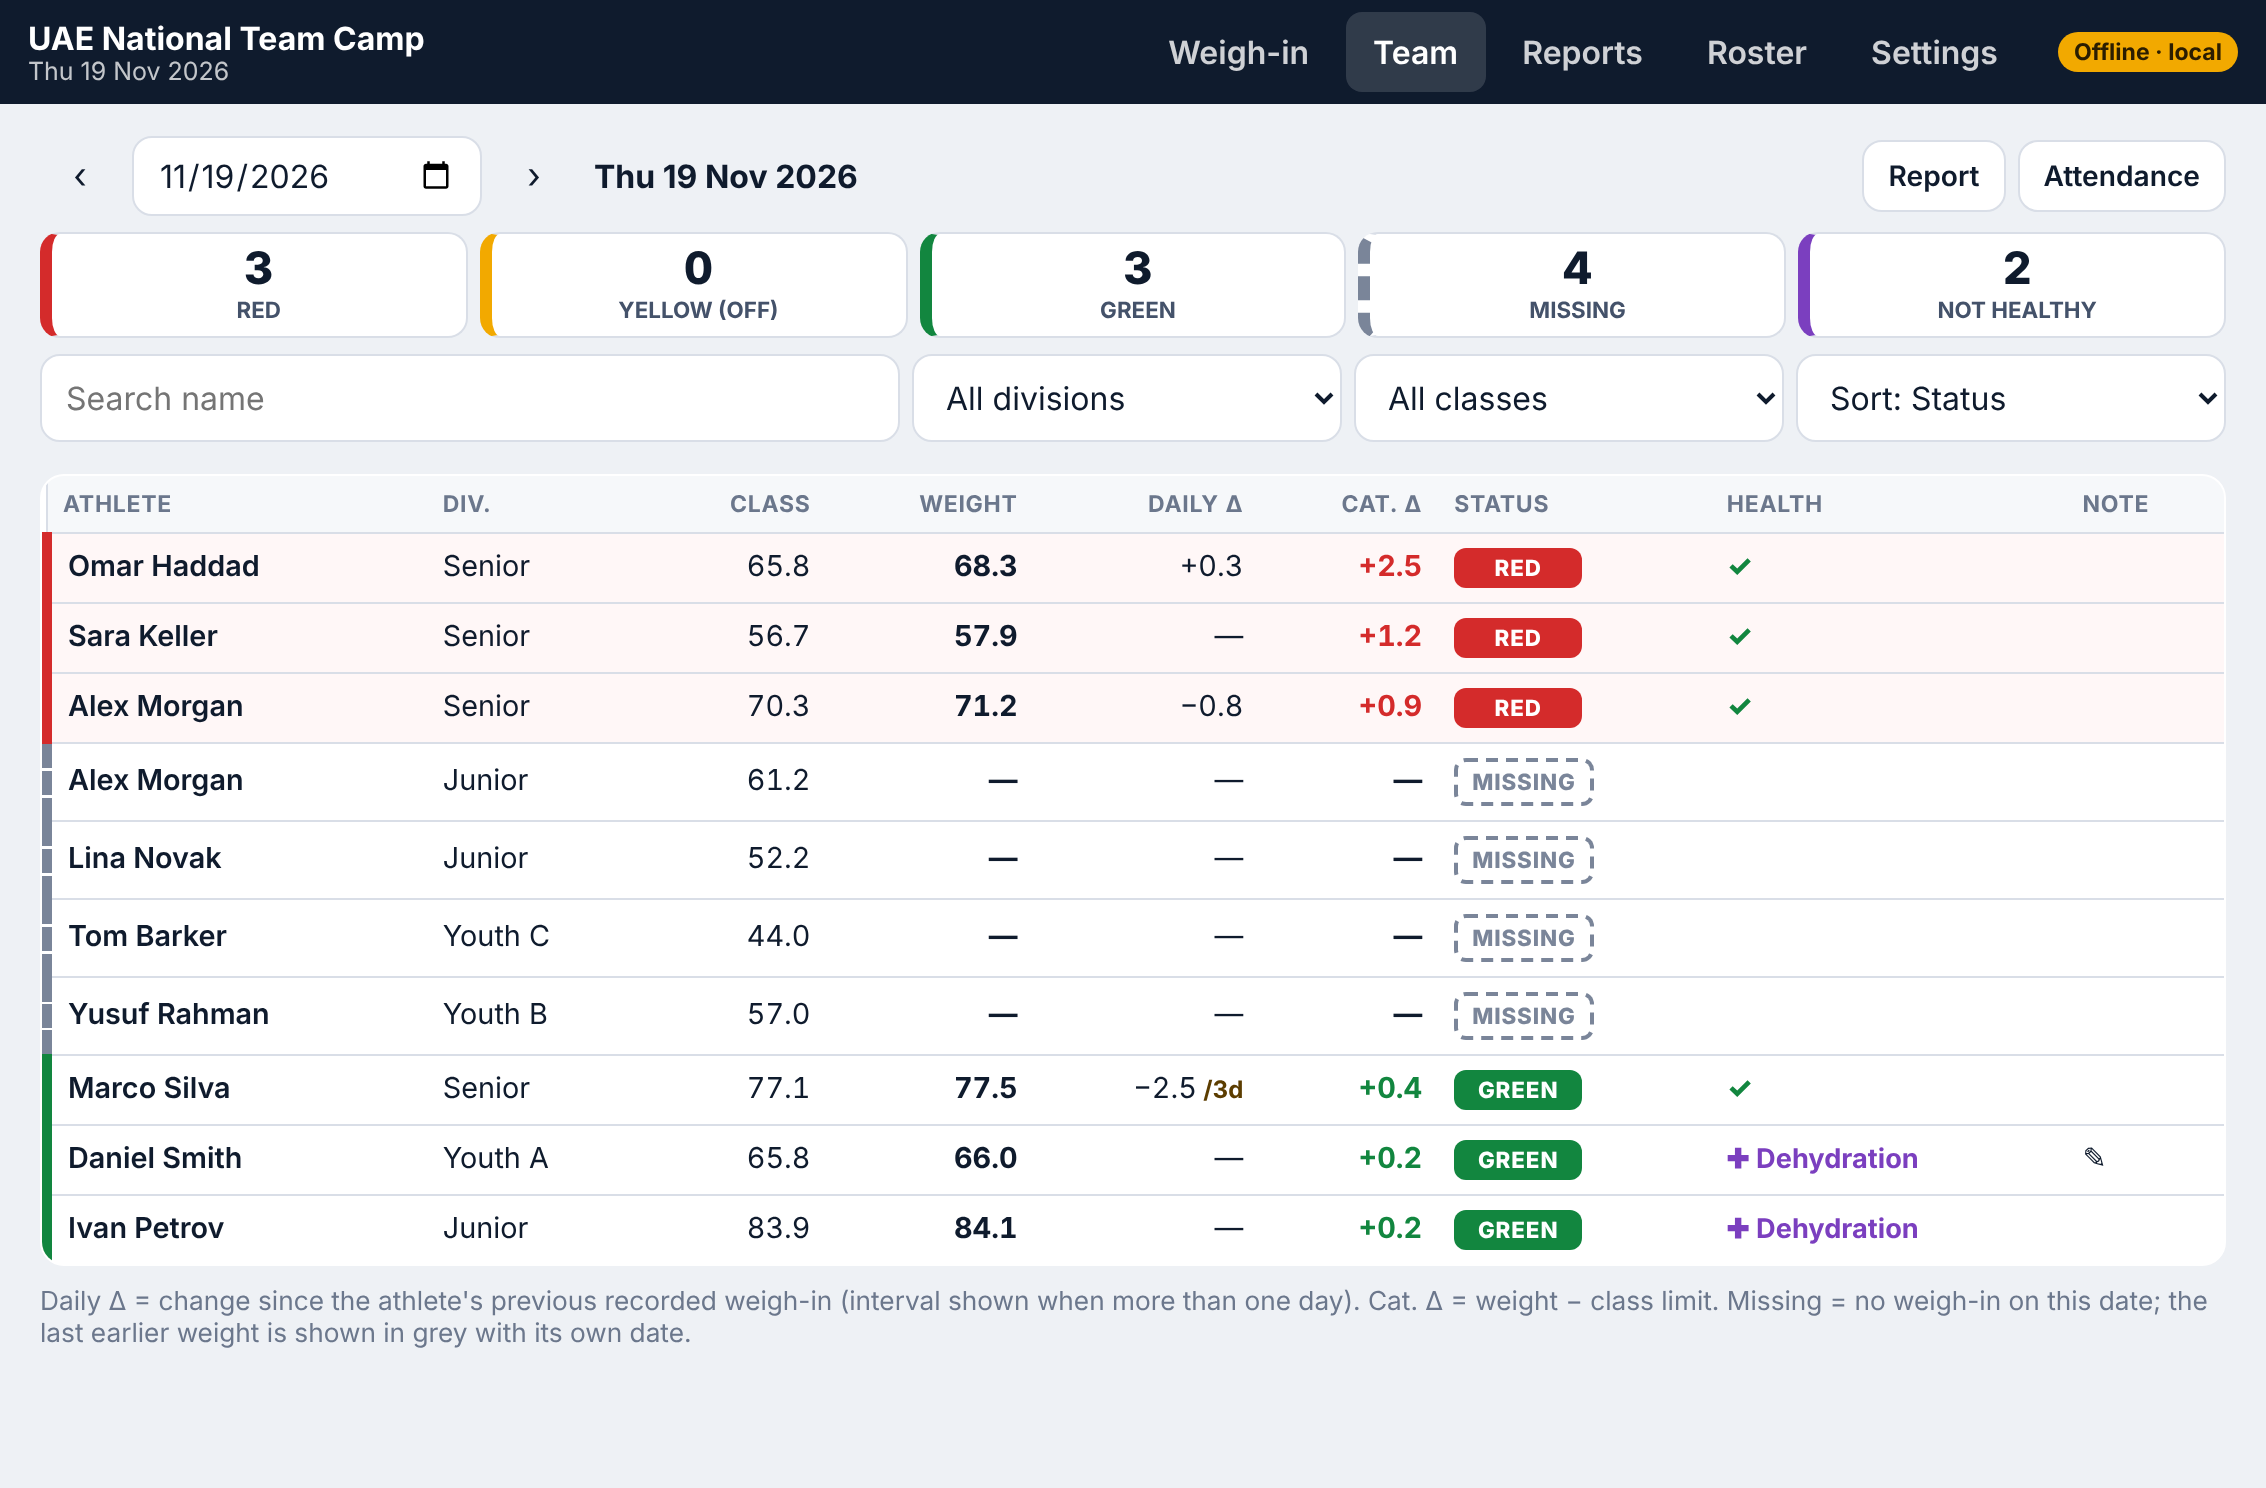 UAE National Team Camp
Thu 19 Nov 2026
Weigh-in Team Reports Roster Settings Offline · local
‹ 11/19/2026 › Thu 19 Nov 2026 Report Attendance
3 0 3 4 2
RED YELLOW (OFF) GREEN MISSING NOT HEALTHY
Search name All divisions All classes Sort: Status
ATHLETE DIV. CLASS WEIGHT DAILY Δ CAT. Δ STATUS HEALTH NOTE
Omar Haddad Senior 65.8 68.3 +0.3 +2.5 RED ✓
Sara Keller Senior 56.7 57.9 — +1.2 RED ✓
Alex Morgan Senior 70.3 71.2 −0.8 +0.9 RED ✓
Alex Morgan Junior 61.2 — — — MISSING
Lina Novak Junior 52.2 — — — MISSING
Tom Barker Youth C 44.0 — — — MISSING
Yusuf Rahman Youth B 57.0 — — — MISSING
Marco Silva Senior 77.1 77.5 −2.5 /3d +0.4 GREEN ✓
Daniel Smith Youth A 65.8 66.0 — +0.2 GREEN ✚ Dehydration ✎
Ivan Petrov Junior 83.9 84.1 — +0.2 GREEN ✚ Dehydration
Daily Δ = change since the athlete's previous recorded weigh-in (interval shown when more than one day). Cat. Δ = weight − class limit. Missing = no weigh-in on this date; the
last earlier weight is shown in grey with its own date.